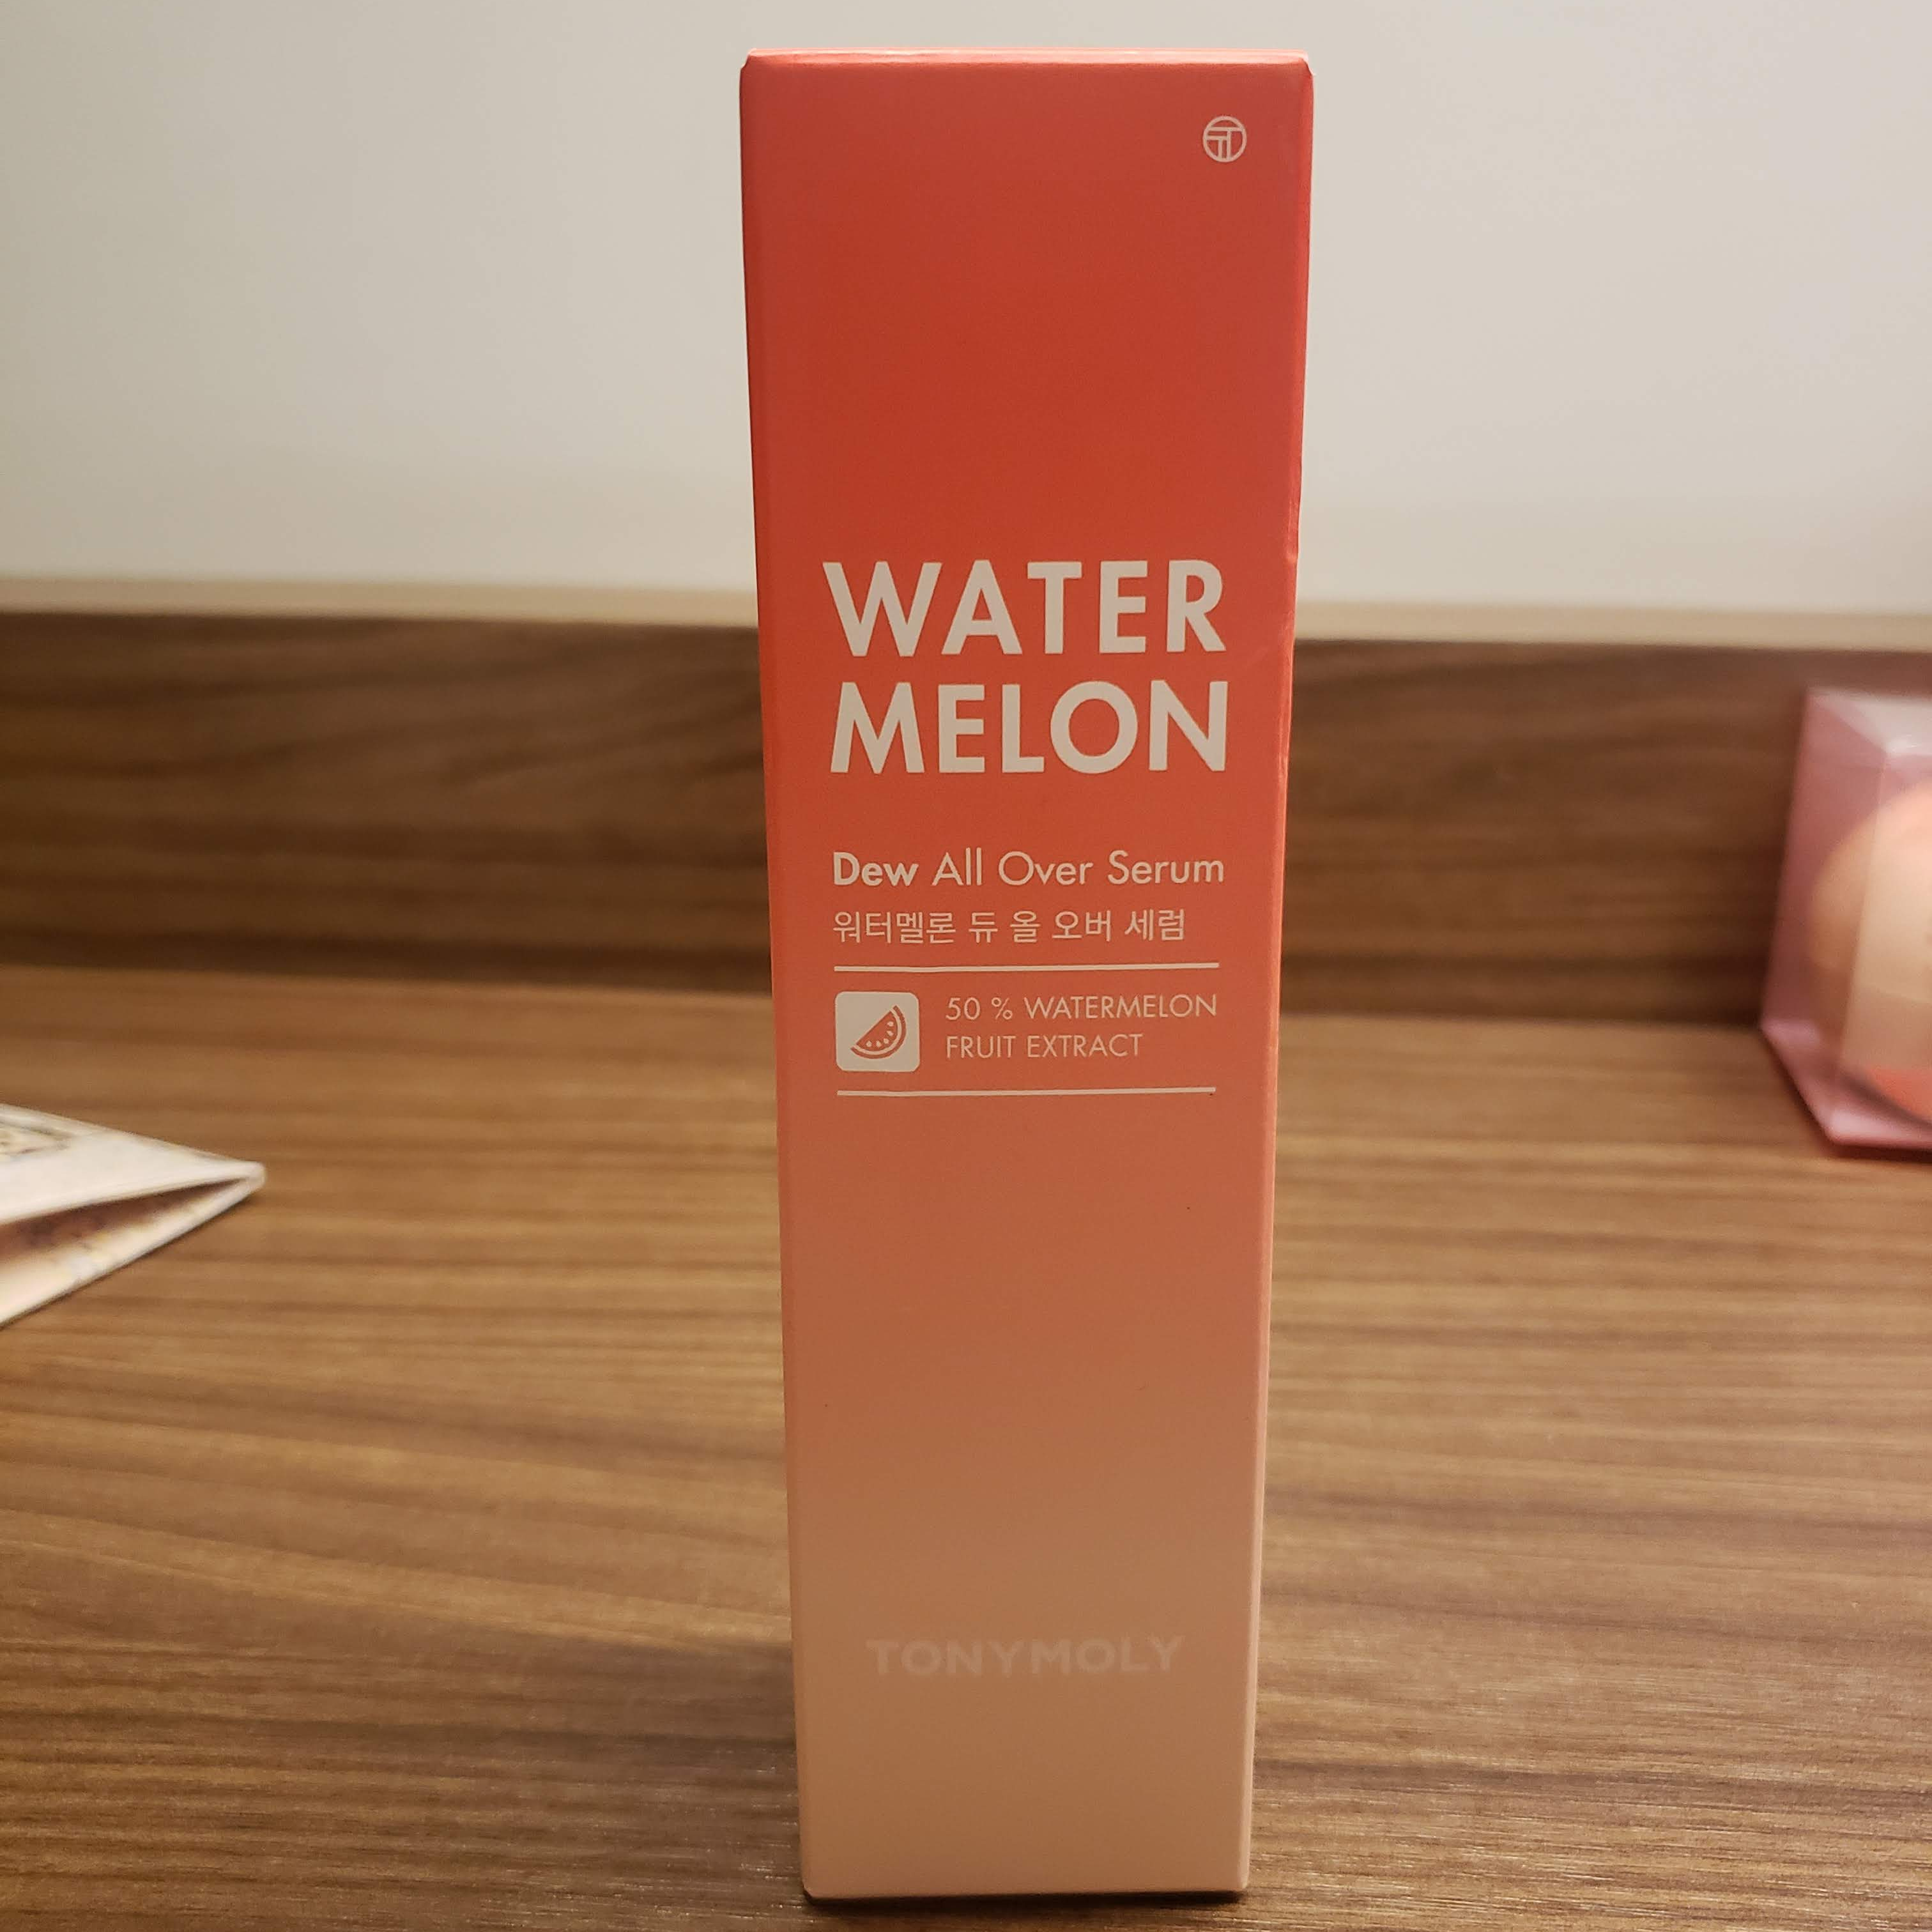 WATER
MELON
Dew All Over Serum
워터멜론 듀 올 오버 세럼
50 % WATERMELON
FRUIT EXTRACT
TONYMOLY